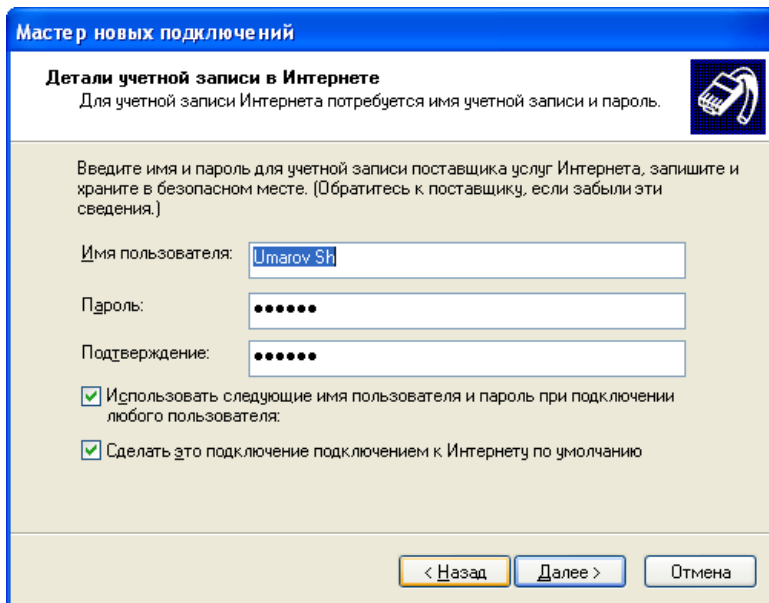 Мастер новых подключений
Детали учетной записи в Интернете
Для учетной записи Интернета потребуется имя учетной записи и пароль.
Введите имя и пароль для учетной записи поставщика услуг Интернета, запишите и
храните в безопасном месте. (Обратитесь к поставщику, если забыли эти
сведения.)
Имя пользователя: Umarov Sh
Пароль: ••••••
Подтверждение: ••••••
Использовать следующие имя пользователя и пароль при подключении
любого пользователя:
Сделать это подключение подключением к Интернету по умолчанию
< Назад Далее > Отмена